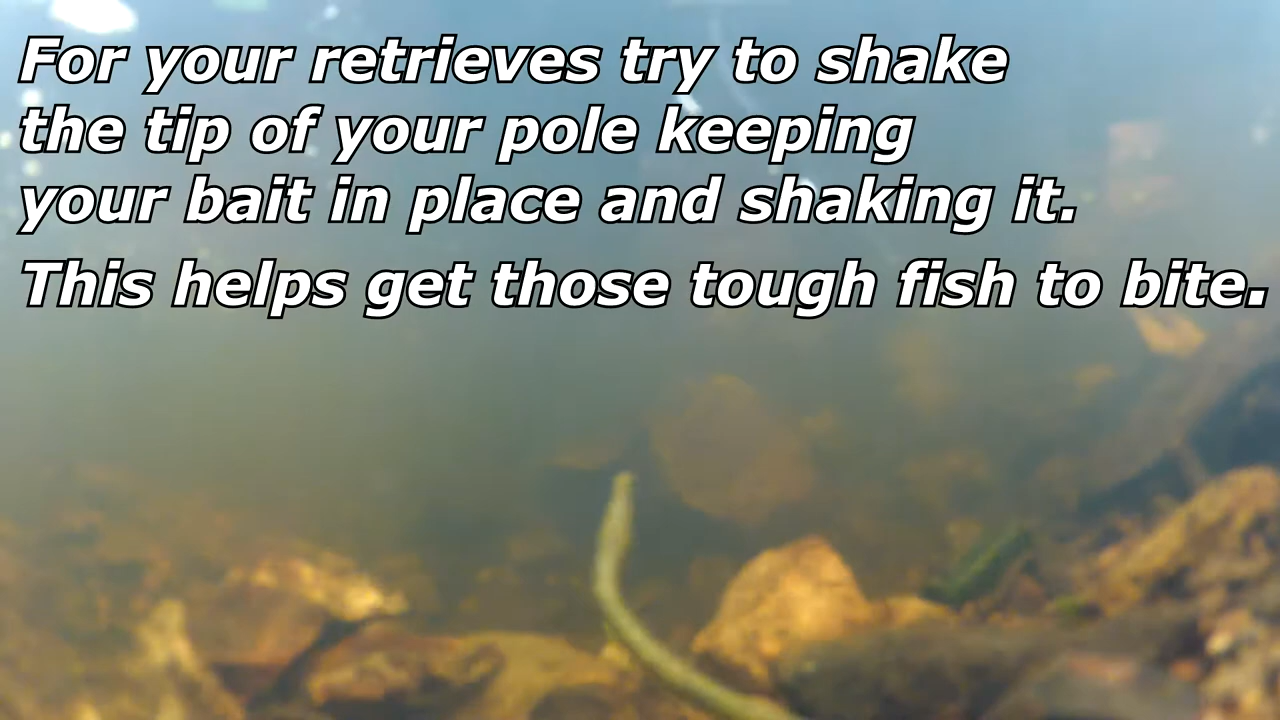 For your retrieves try to shake
the tip of your pole keeping
your bait in place and shaking it.
This helps get those tough fish to bite.